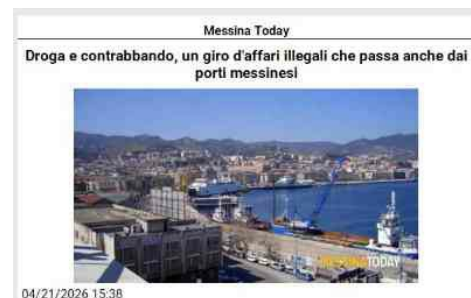 Messina Today
Droga e contrabbando, un giro d'affari illegali che passa anche dai
porti messinesi
MESSINATODAY
04/21/2026 15:38